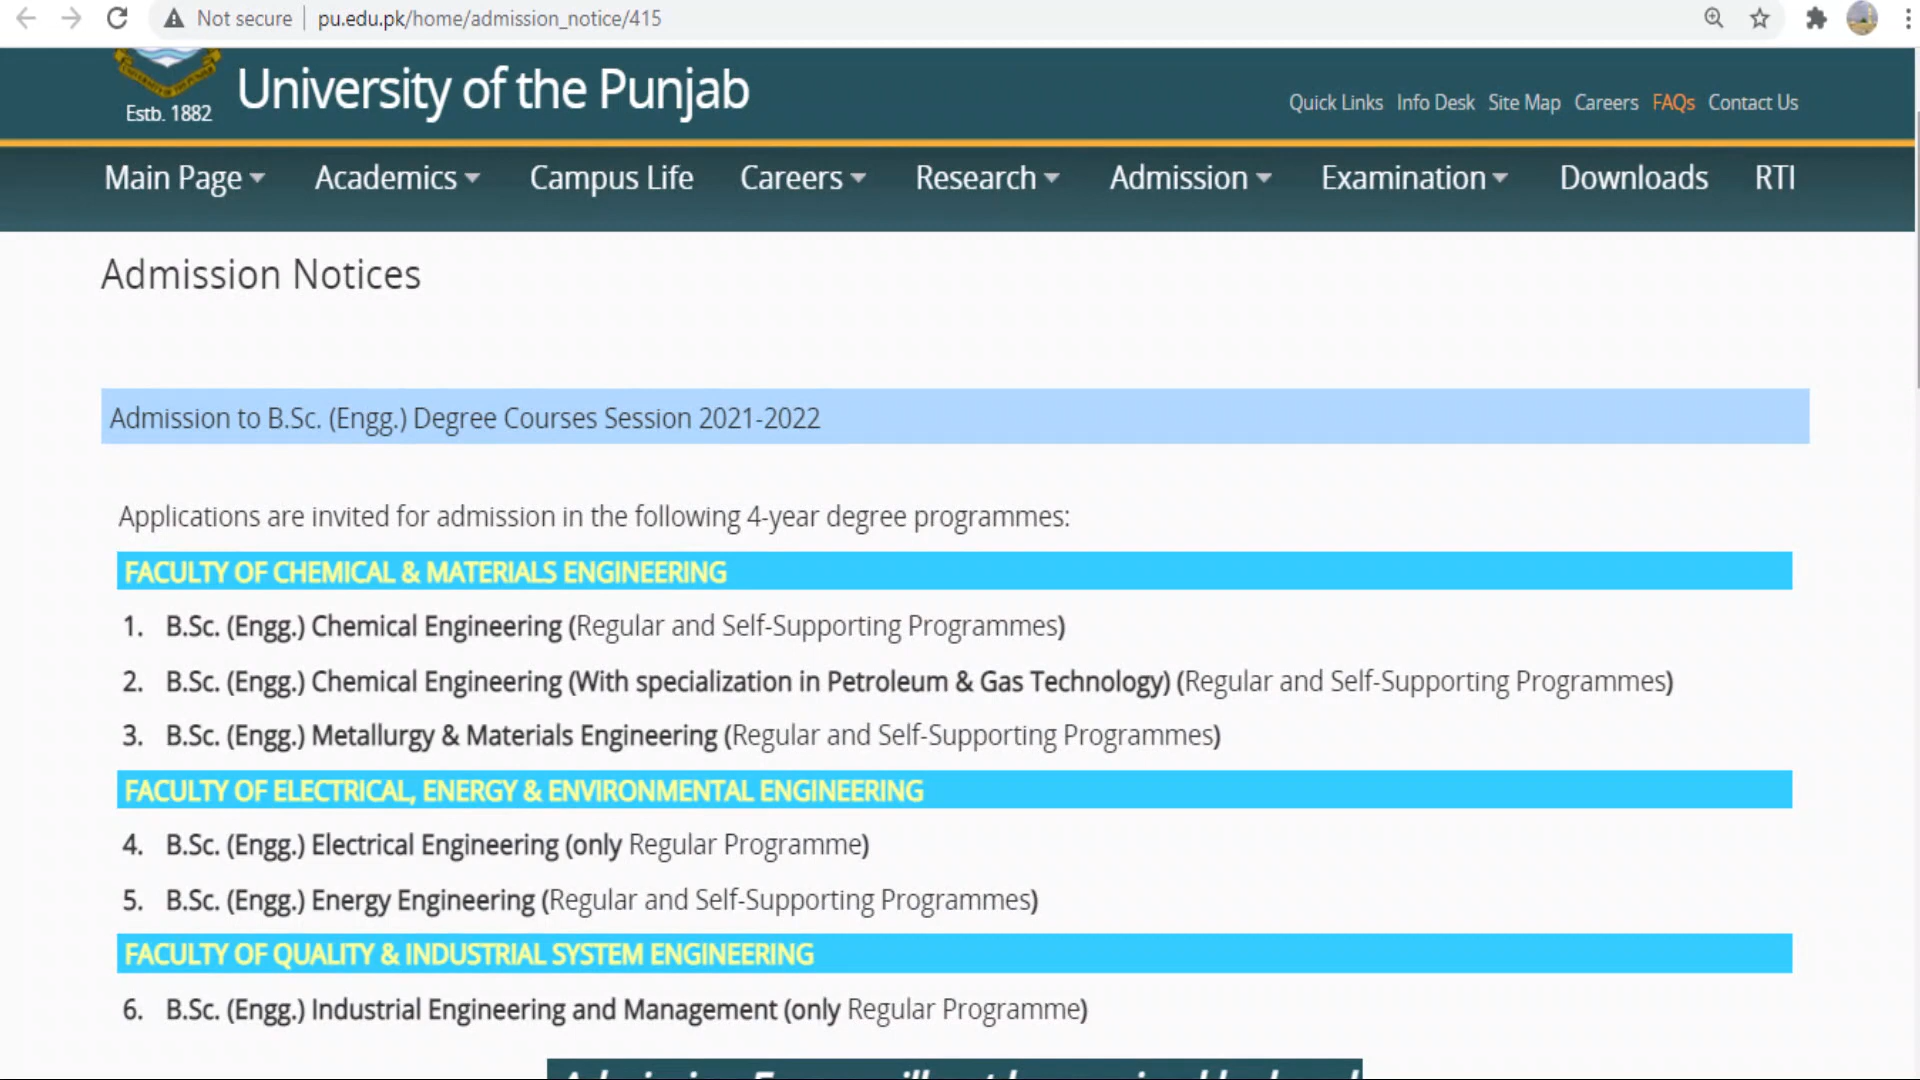 Not secure pu.edu.pk/home/admission_notice/415
Estb. 1882
University of the Punjab
Quick Links Info Desk Site Map Careers FAQs Contact Us
Main Page Academics Campus Life Careers Research Admission Examination Downloads RTI
Admission Notices
Admission to B.Sc. (Engg.) Degree Courses Session 2021-2022
Applications are invited for admission in the following 4-year degree programmes:
FACULTY OF CHEMICAL & MATERIALS ENGINEERING
1. B.Sc. (Engg.) Chemical Engineering (Regular and Self-Supporting Programmes)
2. B.Sc. (Engg.) Chemical Engineering (With specialization in Petroleum & Gas Technology) (Regular and Self-Supporting Programmes)
3. B.Sc. (Engg.) Metallurgy & Materials Engineering (Regular and Self-Supporting Programmes)
FACULTY OF ELECTRICAL, ENERGY & ENVIRONMENTAL ENGINEERING
4. B.Sc. (Engg.) Electrical Engineering (only Regular Programme)
5. B.Sc. (Engg.) Energy Engineering (Regular and Self-Supporting Programmes)
FACULTY OF QUALITY & INDUSTRIAL SYSTEM ENGINEERING
6. B.Sc. (Engg.) Industrial Engineering and Management (only Regular Programme)